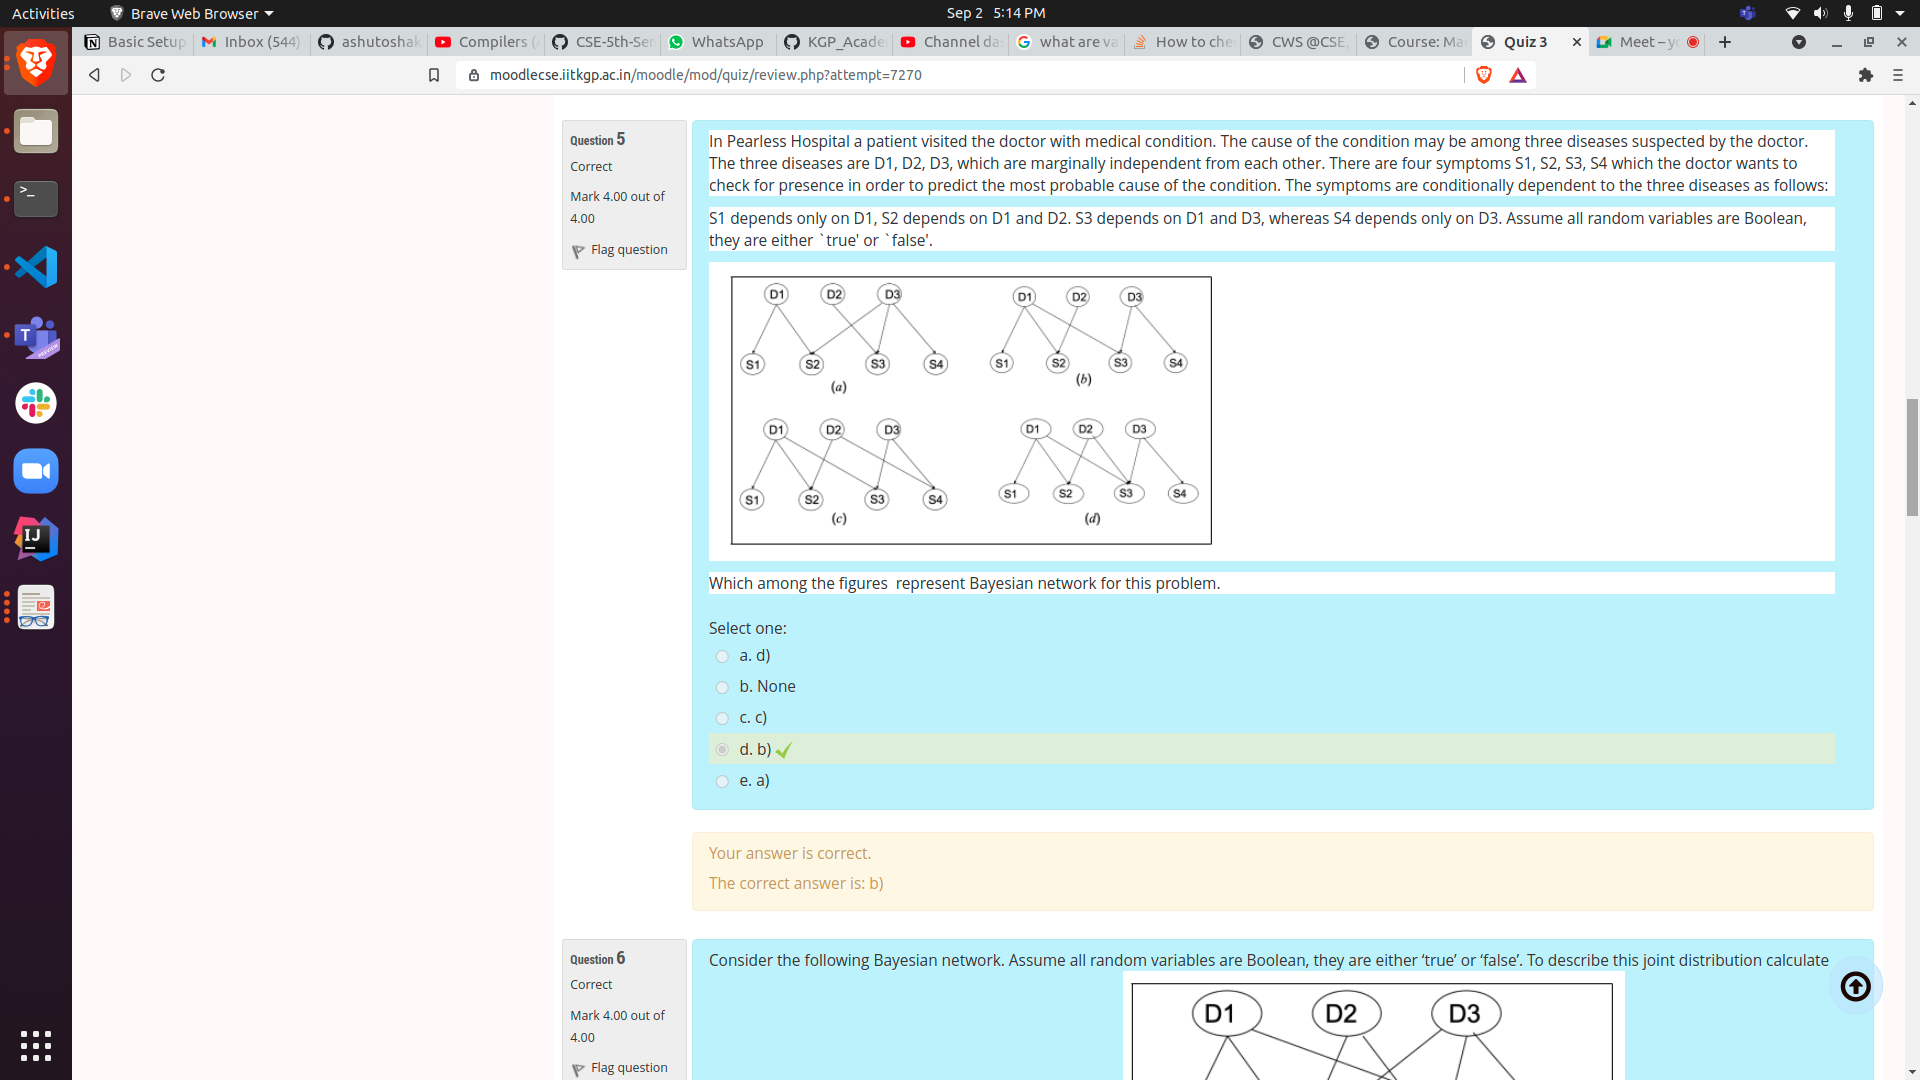 Activities
Brave Web Browser
Sep 2 5:14 PM
Basic Setup
Inbox (544)
ashutoshak
Compilers (
CSE-5th-Sem
WhatsApp
KGP_Acade
Channel da
what are va
How to che
CWS @CSE,
Course: Ma
Quiz 3
Meet – yo
moodlecse.iitkgp.ac.in/moodle/mod/quiz/review.php?attempt=7270
Question 5
Correct
Mark 4.00 out of
4.00
Flag question
In Pearless Hospital a patient visited the doctor with medical condition. The cause of the condition may be among three diseases suspected by the doctor.
The three diseases are D1, D2, D3, which are marginally independent from each other. There are four symptoms S1, S2, S3, S4 which the doctor wants to
check for presence in order to predict the most probable cause of the condition. The symptoms are conditionally dependent to the three diseases as follows:
S1 depends only on D1, S2 depends on D1 and D2. S3 depends on D1 and D3, whereas S4 depends only on D3. Assume all random variables are Boolean,
they are either `true' or `false'.
D1 D2 D3
S1 S2 S3 S4
(a)
D1 D2 D3
S1 S2 S3 S4
(b)
D1 D2 D3
S1 S2 S3 S4
(c)
D1 D2 D3
S1 S2 S3 S4
(d)
Which among the figures represent Bayesian network for this problem.
Select one:
a. d)
b. None
c. c)
d. b)
e. a)
Your answer is correct.
The correct answer is: b)
Question 6
Correct
Mark 4.00 out of
4.00
Flag question
Consider the following Bayesian network. Assume all random variables are Boolean, they are either ‘true’ or ‘false’. To describe this joint distribution calculate
D1 D2 D3